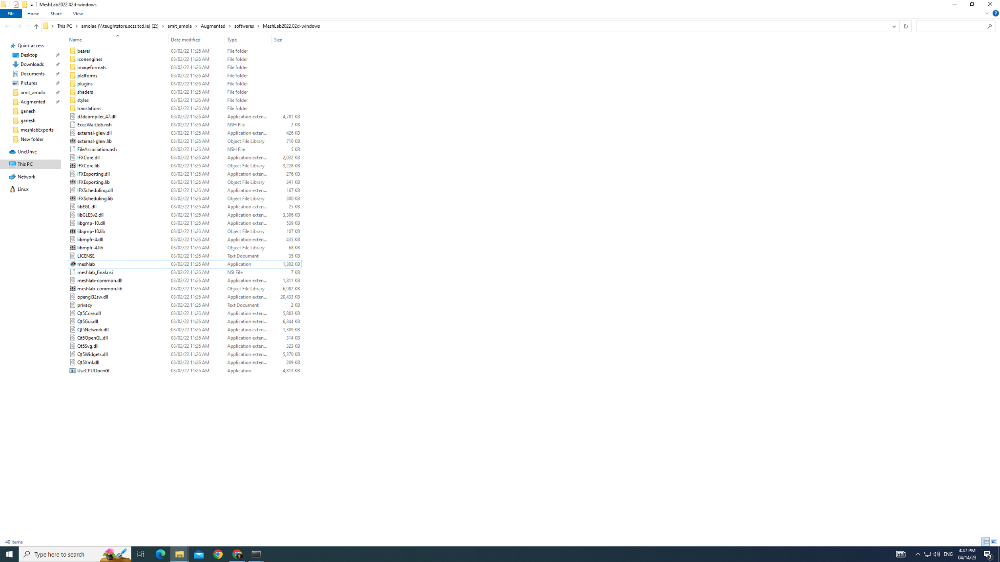 MeshLab2022.02d-windows
File Home Share View
This PC amolaa (\\taughtstore.scss.tcd.ie) (Z:) amit_amola Augmented softwares MeshLab2022.02d-windows
Quick access
Desktop
Downloads
Documents
Pictures
amit_amola
Augmented
ganesh
ganesh
meshlabExports
New folder
OneDrive
This PC
Network
Linux
Name Date modified Type Size
bearer 03/02/22 11:26 AM File folder
iconengines 03/02/22 11:26 AM File folder
imageformats 03/02/22 11:26 AM File folder
platforms 03/02/22 11:26 AM File folder
plugins 03/02/22 11:26 AM File folder
shaders 03/02/22 11:26 AM File folder
styles 03/02/22 11:26 AM File folder
translations 03/02/22 11:26 AM File folder
d3dcompiler_47.dll 03/02/22 11:26 AM Application exten... 4,781 KB
ExecWaitJob.nsh 03/02/22 11:26 AM NSH File 2 KB
external-glew.dll 03/02/22 11:26 AM Application exten... 426 KB
external-glew.lib 03/02/22 11:26 AM Object File Library 710 KB
FileAssociation.nsh 03/02/22 11:26 AM NSH File 5 KB
IFXCore.dll 03/02/22 11:26 AM Application exten... 2,032 KB
IFXCore.lib 03/02/22 11:26 AM Object File Library 3,228 KB
IFXExporting.dll 03/02/22 11:26 AM Application exten... 276 KB
IFXExporting.lib 03/02/22 11:26 AM Object File Library 341 KB
IFXScheduling.dll 03/02/22 11:26 AM Application exten... 167 KB
IFXScheduling.lib 03/02/22 11:26 AM Object File Library 300 KB
libEGL.dll 03/02/22 11:26 AM Application exten... 25 KB
libGLESv2.dll 03/02/22 11:26 AM Application exten... 3,306 KB
libgmp-10.dll 03/02/22 11:26 AM Application exten... 539 KB
libgmp-10.lib 03/02/22 11:26 AM Object File Library 107 KB
libmpfr-4.dll 03/02/22 11:26 AM Application exten... 435 KB
libmpfr-4.lib 03/02/22 11:26 AM Object File Library 68 KB
LICENSE 03/02/22 11:26 AM Text Document 35 KB
meshlab 03/02/22 11:26 AM Application 1,302 KB
meshlab_final.nsi 03/02/22 11:26 AM NSI File 7 KB
meshlab-common.dll 03/02/22 11:26 AM Application exten... 1,811 KB
meshlab-common.lib 03/02/22 11:26 AM Object File Library 6,982 KB
opengl32sw.dll 03/02/22 11:26 AM Application exten... 20,433 KB
privacy 03/02/22 11:26 AM Text Document 2 KB
Qt5Core.dll 03/02/22 11:26 AM Application exten... 5,883 KB
Qt5Gui.dll 03/02/22 11:26 AM Application exten... 6,844 KB
Qt5Network.dll 03/02/22 11:26 AM Application exten... 1,309 KB
Qt5OpenGL.dll 03/02/22 11:26 AM Application exten... 314 KB
Qt5Svg.dll 03/02/22 11:26 AM Application exten... 323 KB
Qt5Widgets.dll 03/02/22 11:26 AM Application exten... 5,370 KB
Qt5Xml.dll 03/02/22 11:26 AM Application exten... 209 KB
UseCPUOpenGL 03/02/22 11:26 AM Application 4,813 KB
40 items
Type here to search
ENG
4:47 PM
04/14/23
3